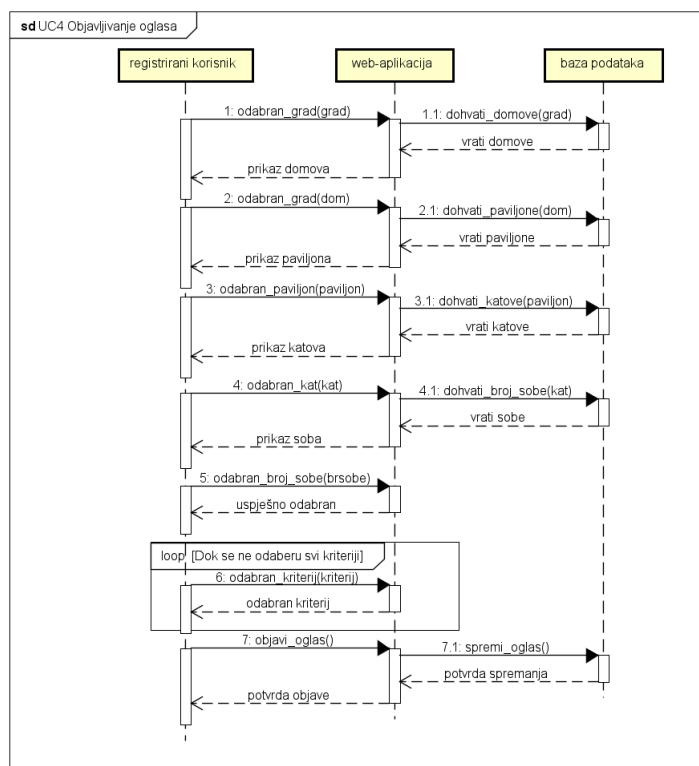 sd UC4 Objavljivanje oglasa
registrirani korisnik
web-aplikacija
baza podataka
1: odabran_grad(grad)
1.1: dohvati_domove(grad)
vrati domove
prikaz domova
2: odabran_grad(dom)
2.1: dohvati_paviljone(dom)
vrati paviljone
prikaz paviljona
3: odabran_paviljon(paviljon)
3.1: dohvati_katove(paviljon)
vrati katove
prikaz katova
4: odabran_kat(kat)
4.1: dohvati_broj_sobe(kat)
vrati sobe
prikaz soba
5: odabran_broj_sobe(brsobe)
uspješno odabran
loop [Dok se ne odaberu svi kriteriji]
6: odabran_kriterij(kriterij)
odabran kriterij
7: objavi_oglas()
7.1: spremi_oglas()
potvrda spremanja
potvrda objave